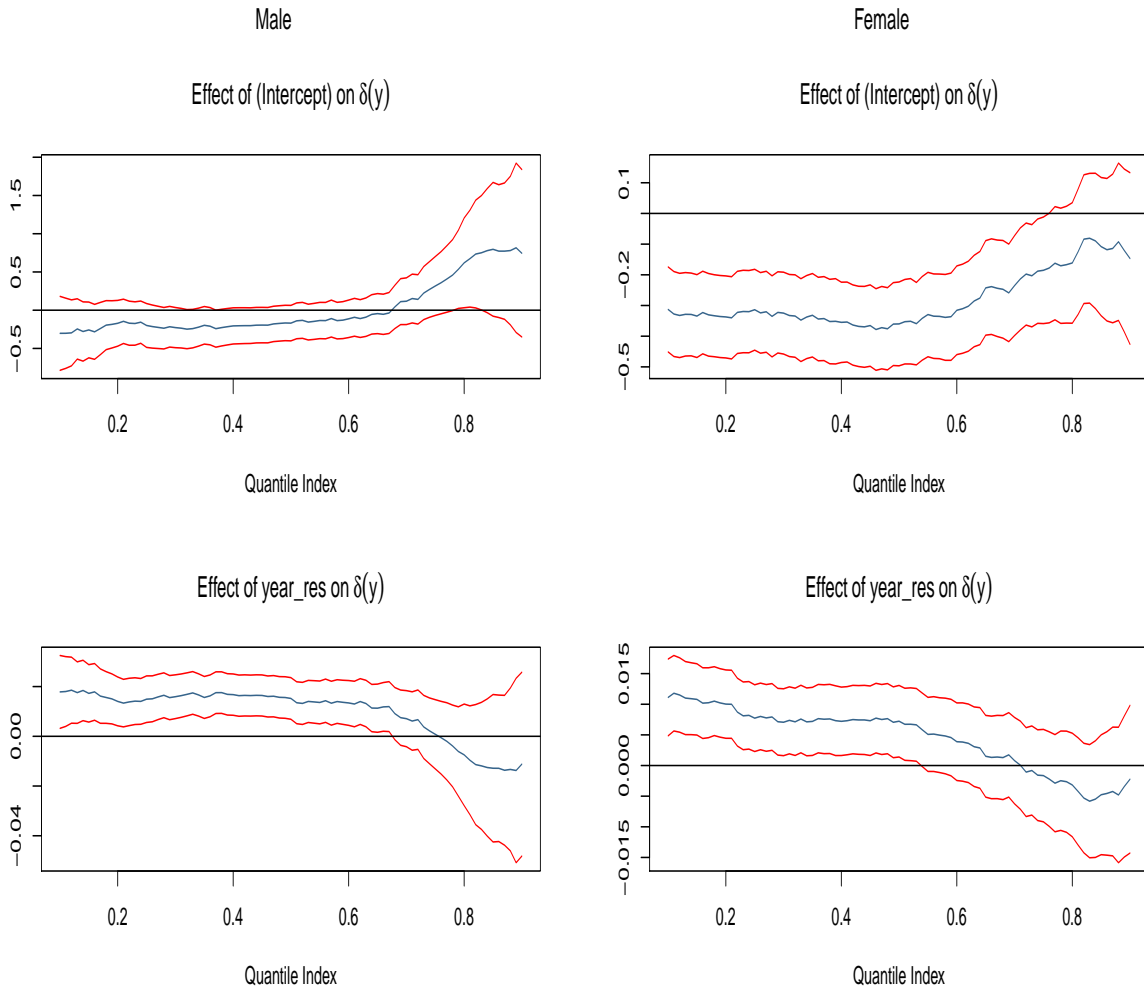 Male
Female
Effect of (Intercept) on δ(y)
Effect of (Intercept) on δ(y)
1.5
0.5
−0.5
0.1
−0.2
−0.5
0.2 0.4 0.6 0.8
0.2 0.4 0.6 0.8
Quantile Index
Quantile Index
Effect of year_res on δ(y)
Effect of year_res on δ(y)
0.00
−0.04
0.015
0.000
−0.015
0.2 0.4 0.6 0.8
0.2 0.4 0.6 0.8
Quantile Index
Quantile Index